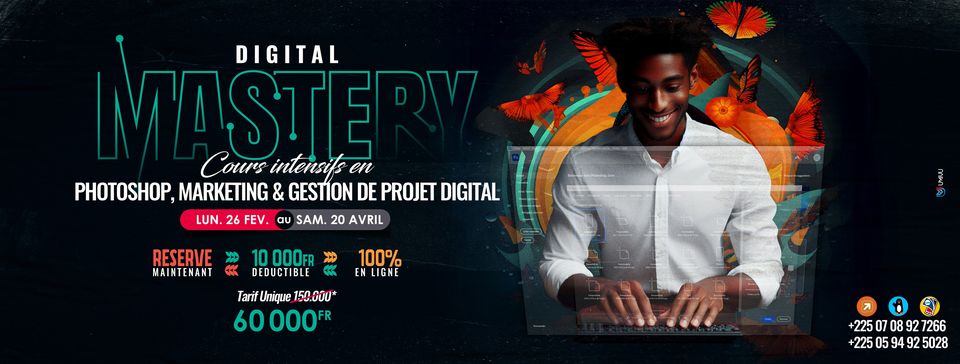 DIGITAL
MASTERY
Cours intensifs en
PHOTOSHOP, MARKETING & GESTION DE PROJET DIGITAL
LUN. 26 FEV. au SAM. 20 AVRIL
RESERVE
MAINTENANT
10 000FR
DEDUCTIBLE
100%
EN LIGNE
Tarif Unique 150.000*
60 000FR
+225 07 08 92 7266
+225 05 94 92 5028